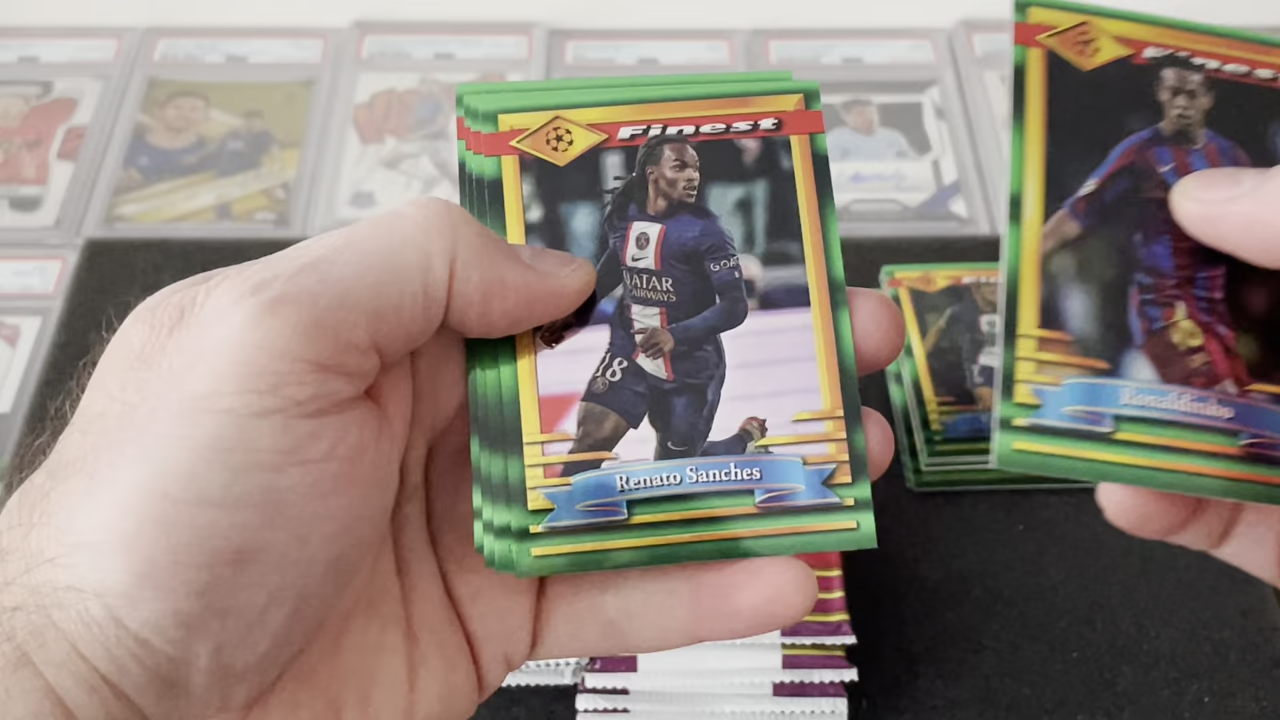 Finest
Renato Sanches
QATAR
AIRWAYS
GOAT
18
Finest
Ronaldinho